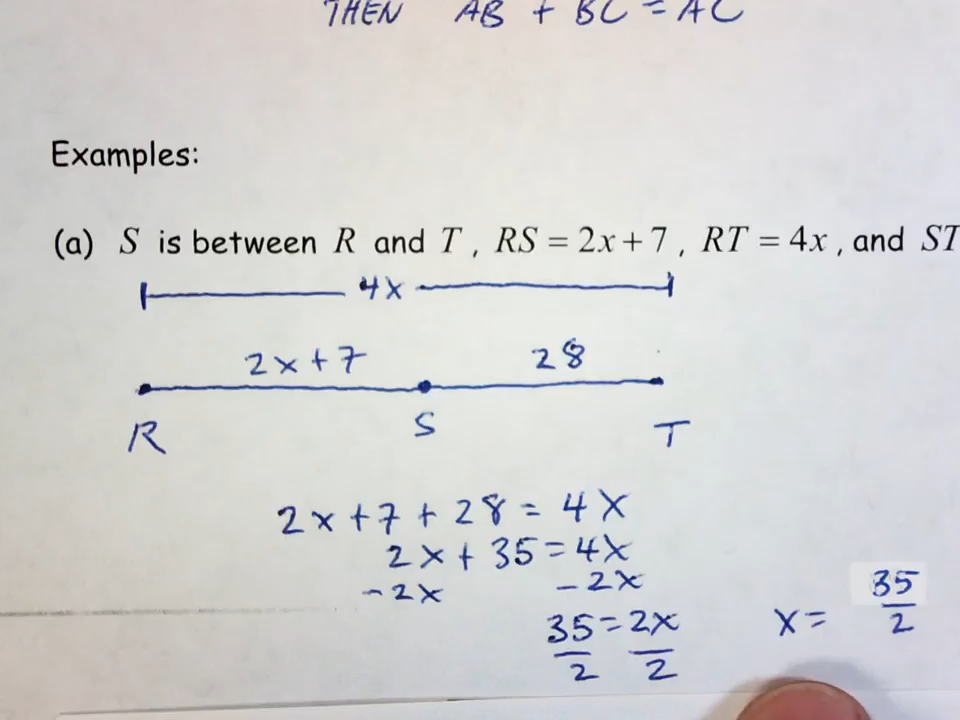 THEN AB + BC = AC
Examples:
(a) S is between R and T, RS = 2x+7, RT = 4x, and ST
4x
2x+7 28
R S T
2x+7+28 = 4x
2x+35=4x
-2x -2x
35=2x x= 35
2 2 2